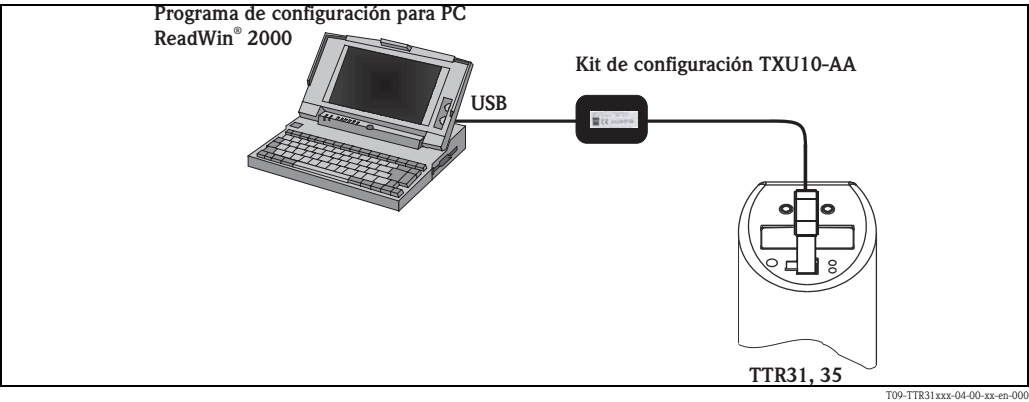 Programa de configuración para PC
ReadWin® 2000
Kit de configuración TXU10-AA
USB
TTR31, 35
T09-TTR31xxx-04-00-xx-en-000